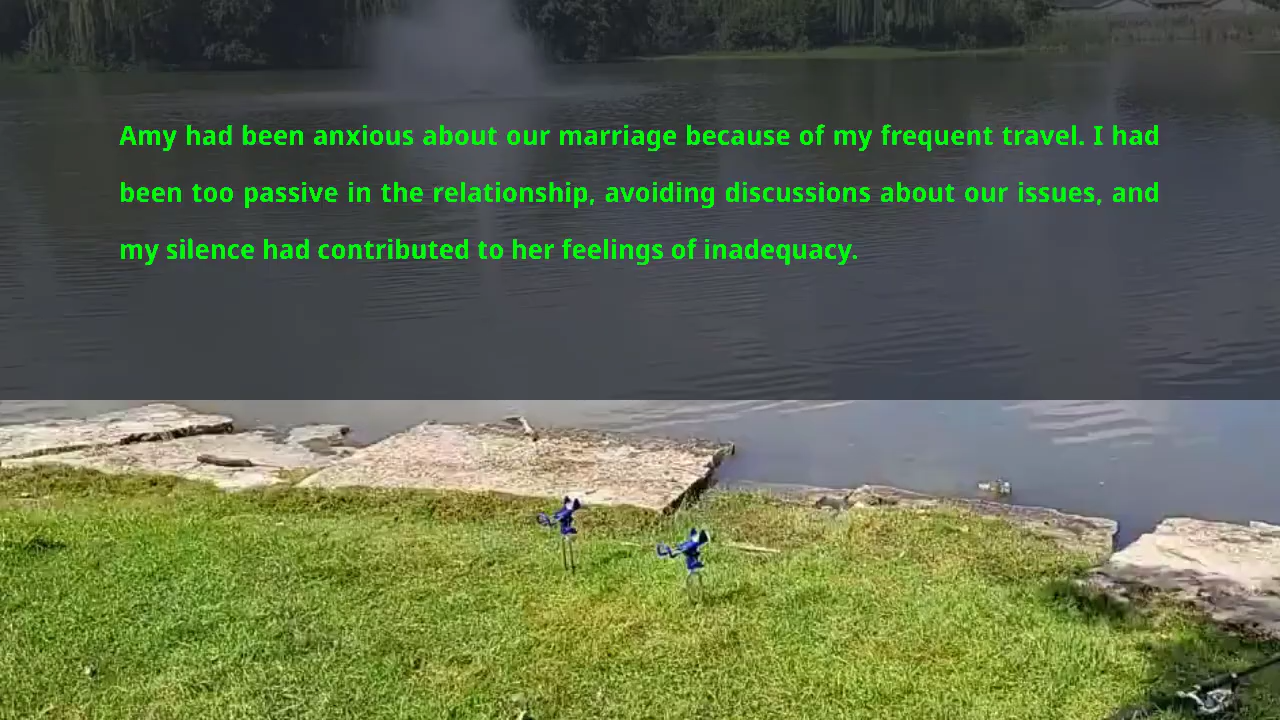 Amy had been anxious about our marriage because of my frequent travel. I had
been too passive in the relationship, avoiding discussions about our issues, and
my silence had contributed to her feelings of inadequacy.